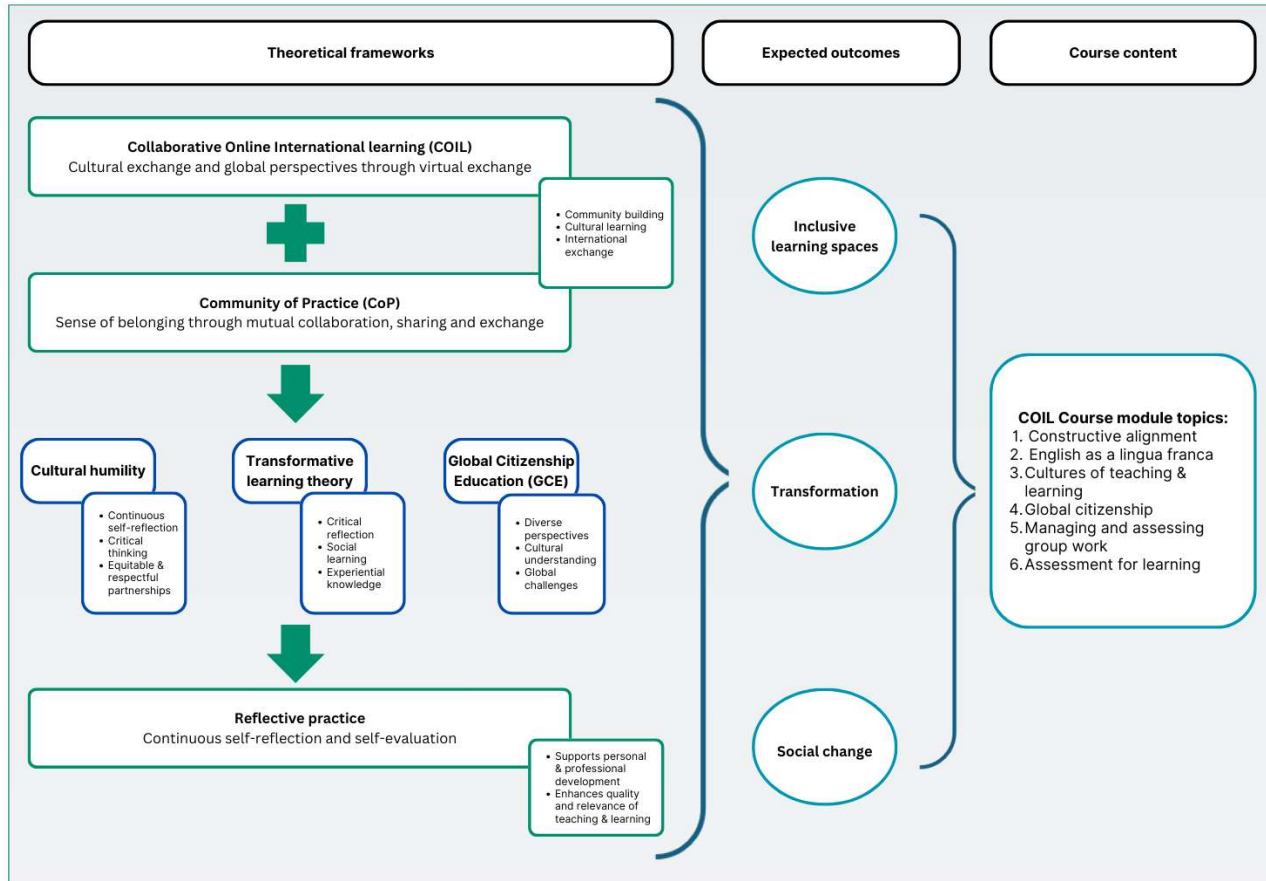 Theoretical frameworks
Expected outcomes
Course content
Collaborative Online International learning (COIL)
Cultural exchange and global perspectives through virtual exchange
• Community building
• Cultural learning
• International
exchange
Community of Practice (CoP)
Sense of belonging through mutual collaboration, sharing and exchange
Cultural humility
• Continuous
self-reflection
• Critical
thinking
• Equitable &
respectful
partnerships
Transformative
learning theory
• Critical
reflection
• Social
learning
• Experiential
knowledge
Global Citizenship
Education (GCE)
• Diverse
perspectives
• Cultural
understanding
• Global
challenges
Reflective practice
Continuous self-reflection and self-evaluation
• Supports personal
& professional
development
• Enhances quality
and relevance of
teaching & learning
Inclusive
learning spaces
Transformation
Social change
COIL Course module topics:
1. Constructive alignment
2. English as a lingua franca
3. Cultures of teaching &
learning
4. Global citizenship
5. Managing and assessing
group work
6. Assessment for learning